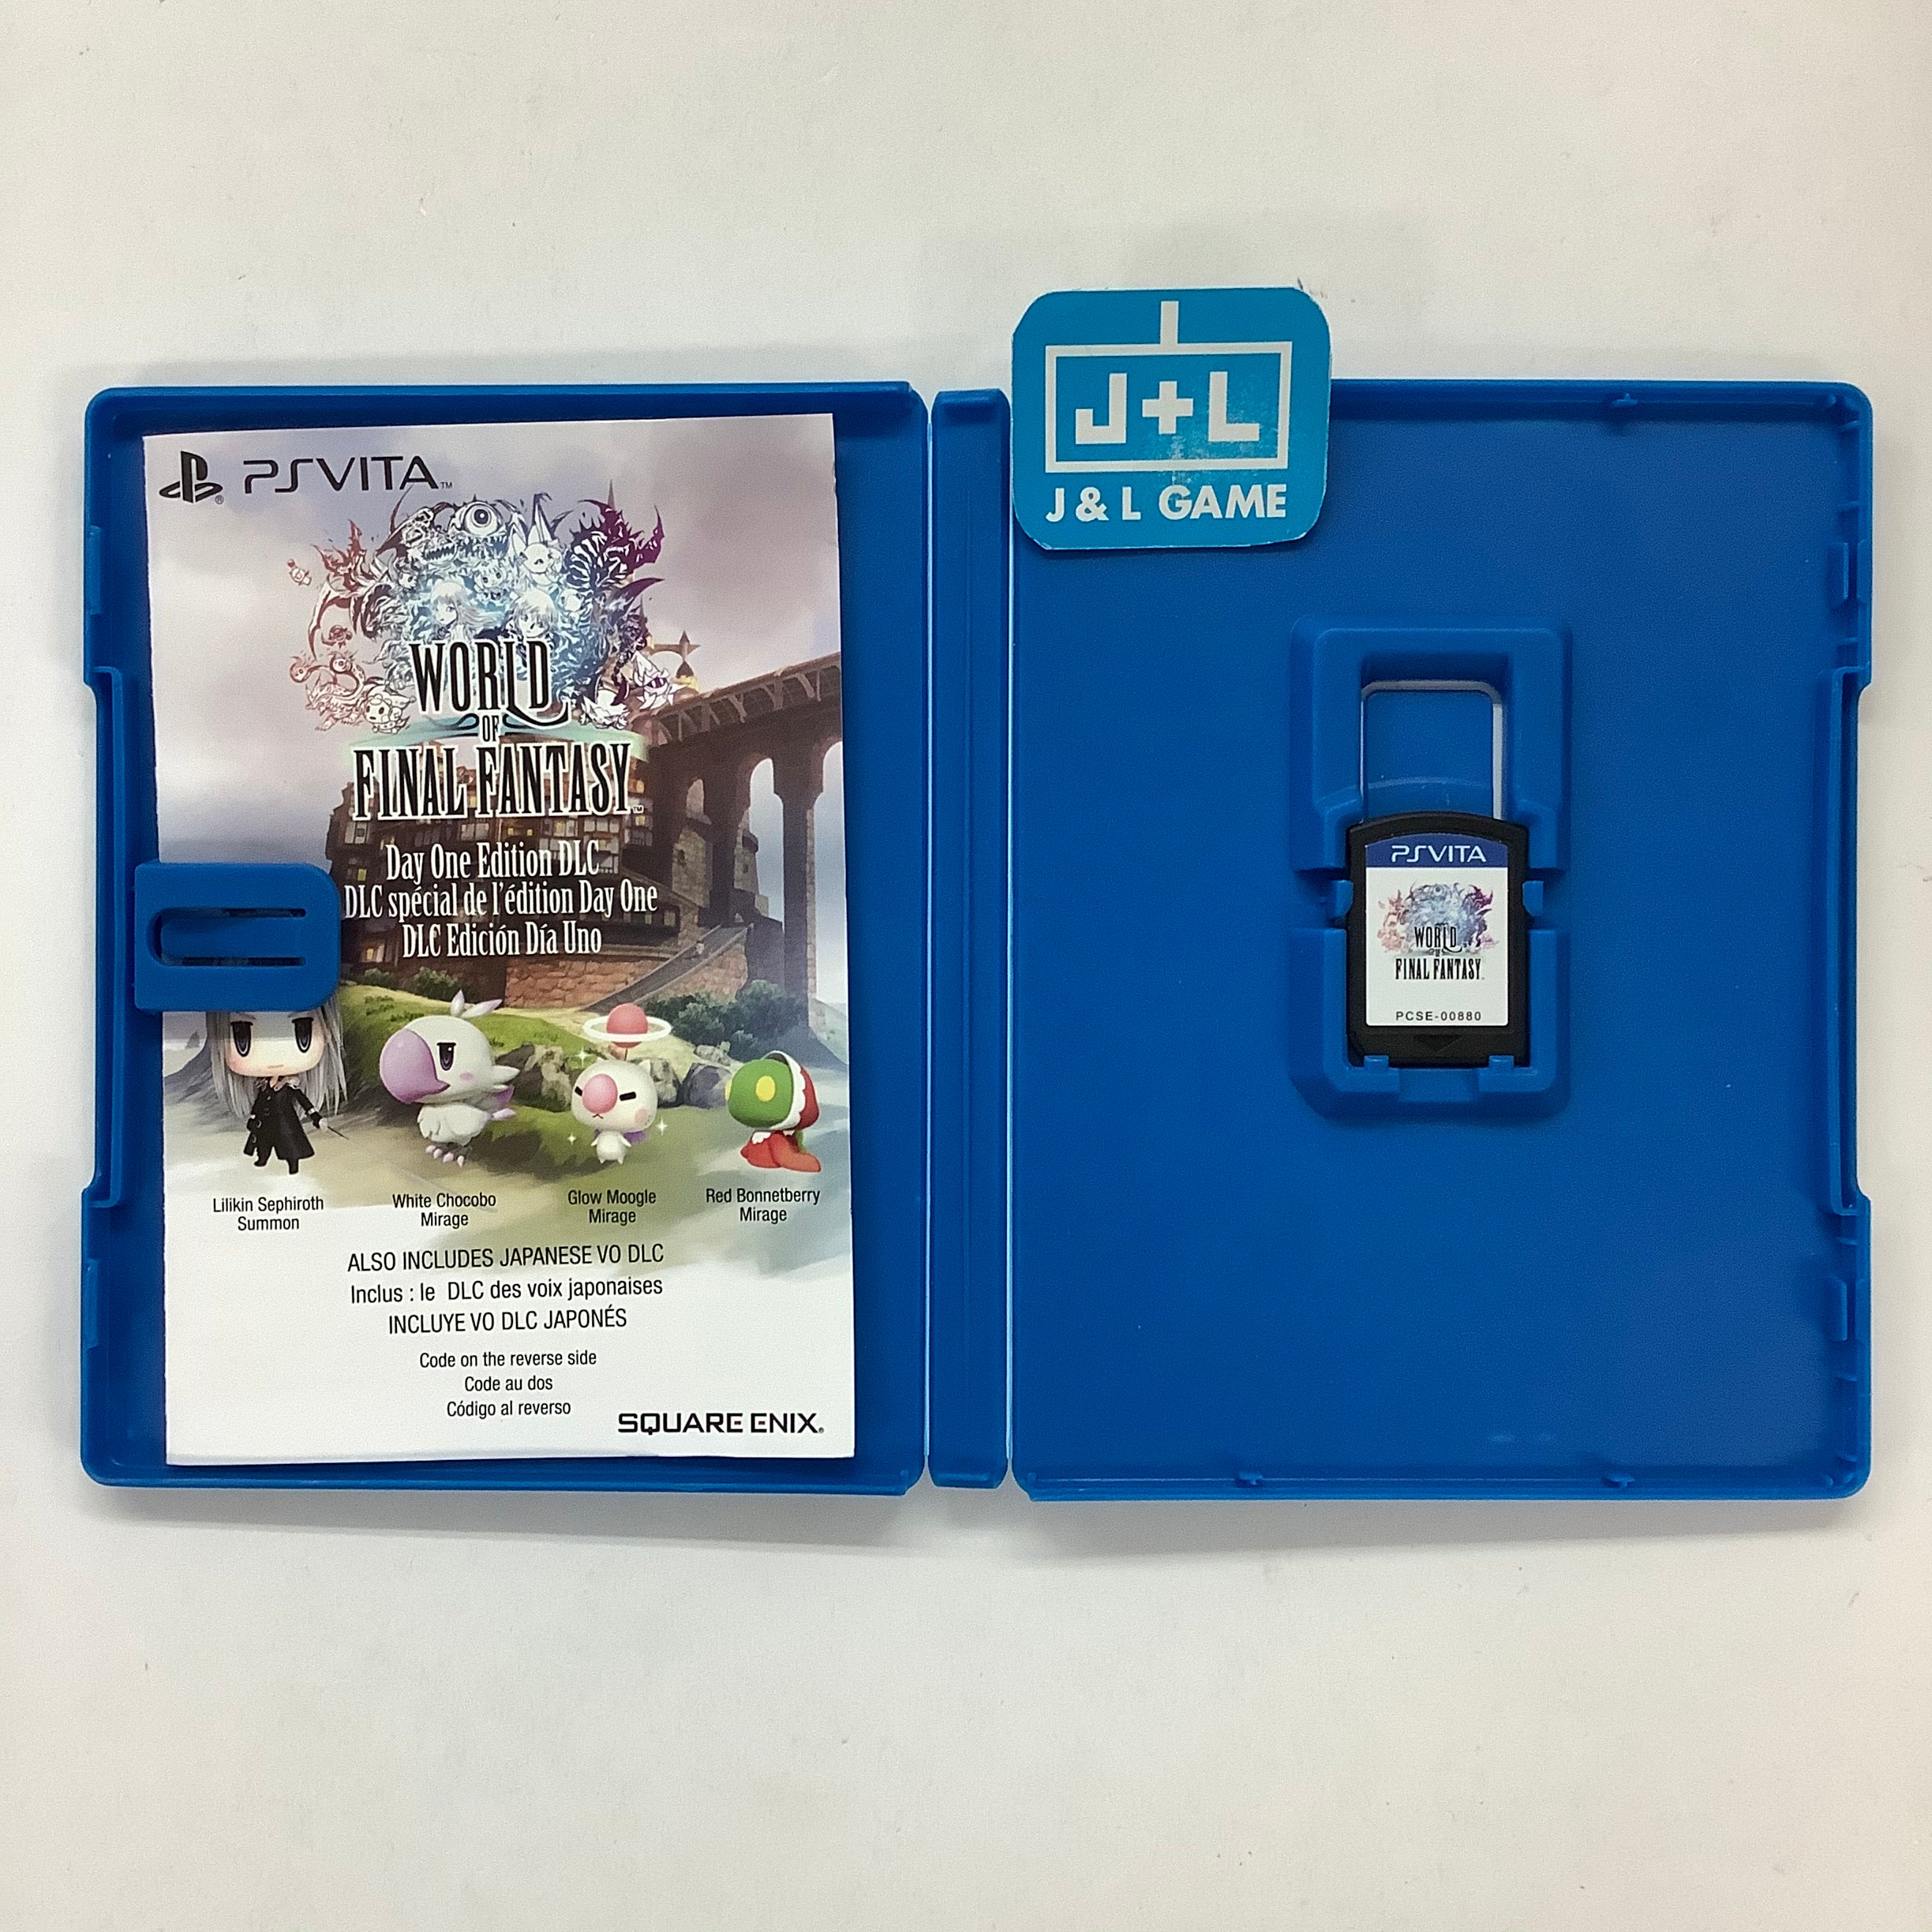 PSVITA™
WORLD
OF
FINAL FANTASY™
Day One Edition DLC
DLC spécial de l'édition Day One
DLC Edición Día Uno
Lilikin Sephiroth
Summon
White Chocobo
Mirage
Glow Moogle
Mirage
Red Bonnetberry
Mirage
ALSO INCLUDES JAPANESE VO DLC
Inclus : le DLC des voix japonaises
INCLUYE VO DLC JAPONÉS
Code on the reverse side
Code au dos
Código al reverso
SQUARE ENIX®
J+L
J & L GAME
PSVITA
WORLD
OF
FINAL FANTASY™
PCSE-00880